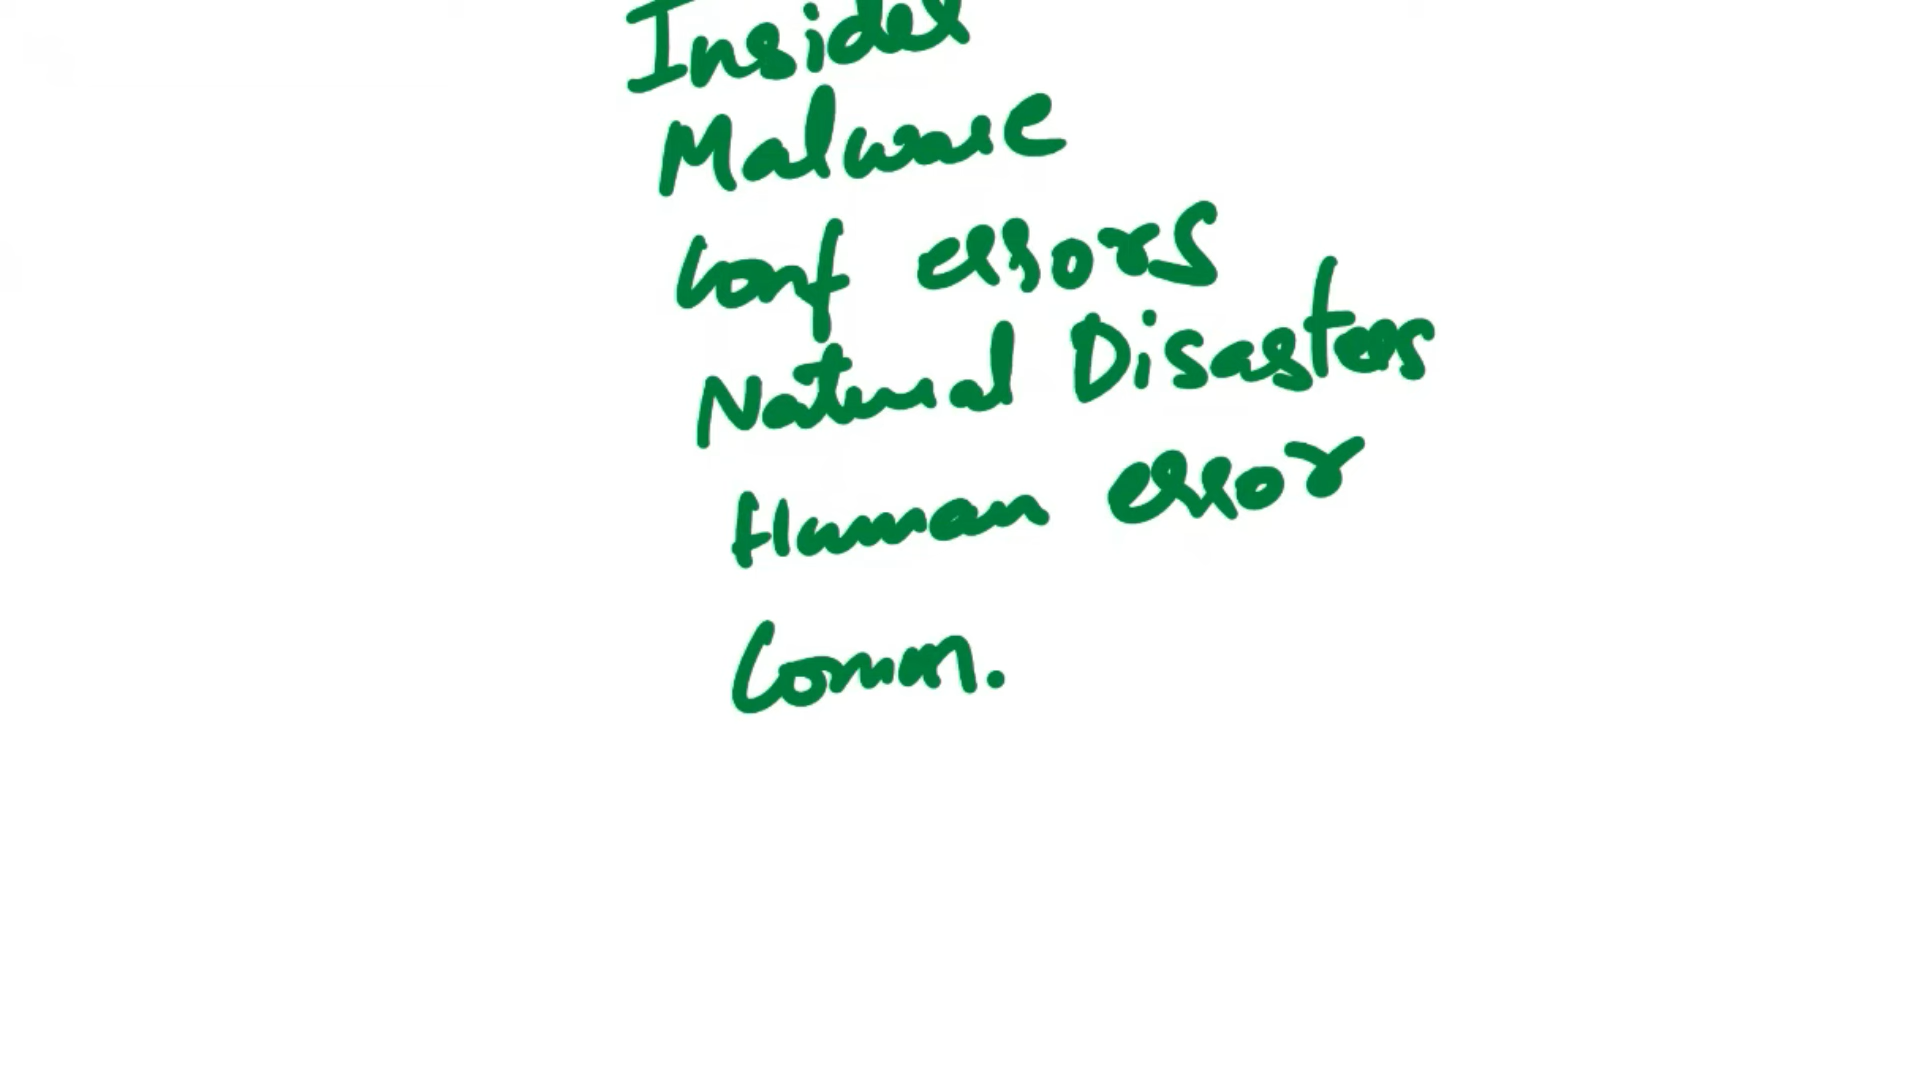 Insider
Malware
Conf errors
Natural Disasters
Human error
Comm.